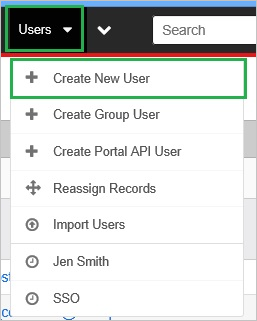 Users
Search
Create New User
Create Group User
Create Portal API User
Reassign Records
Import Users
Jen Smith
SSO